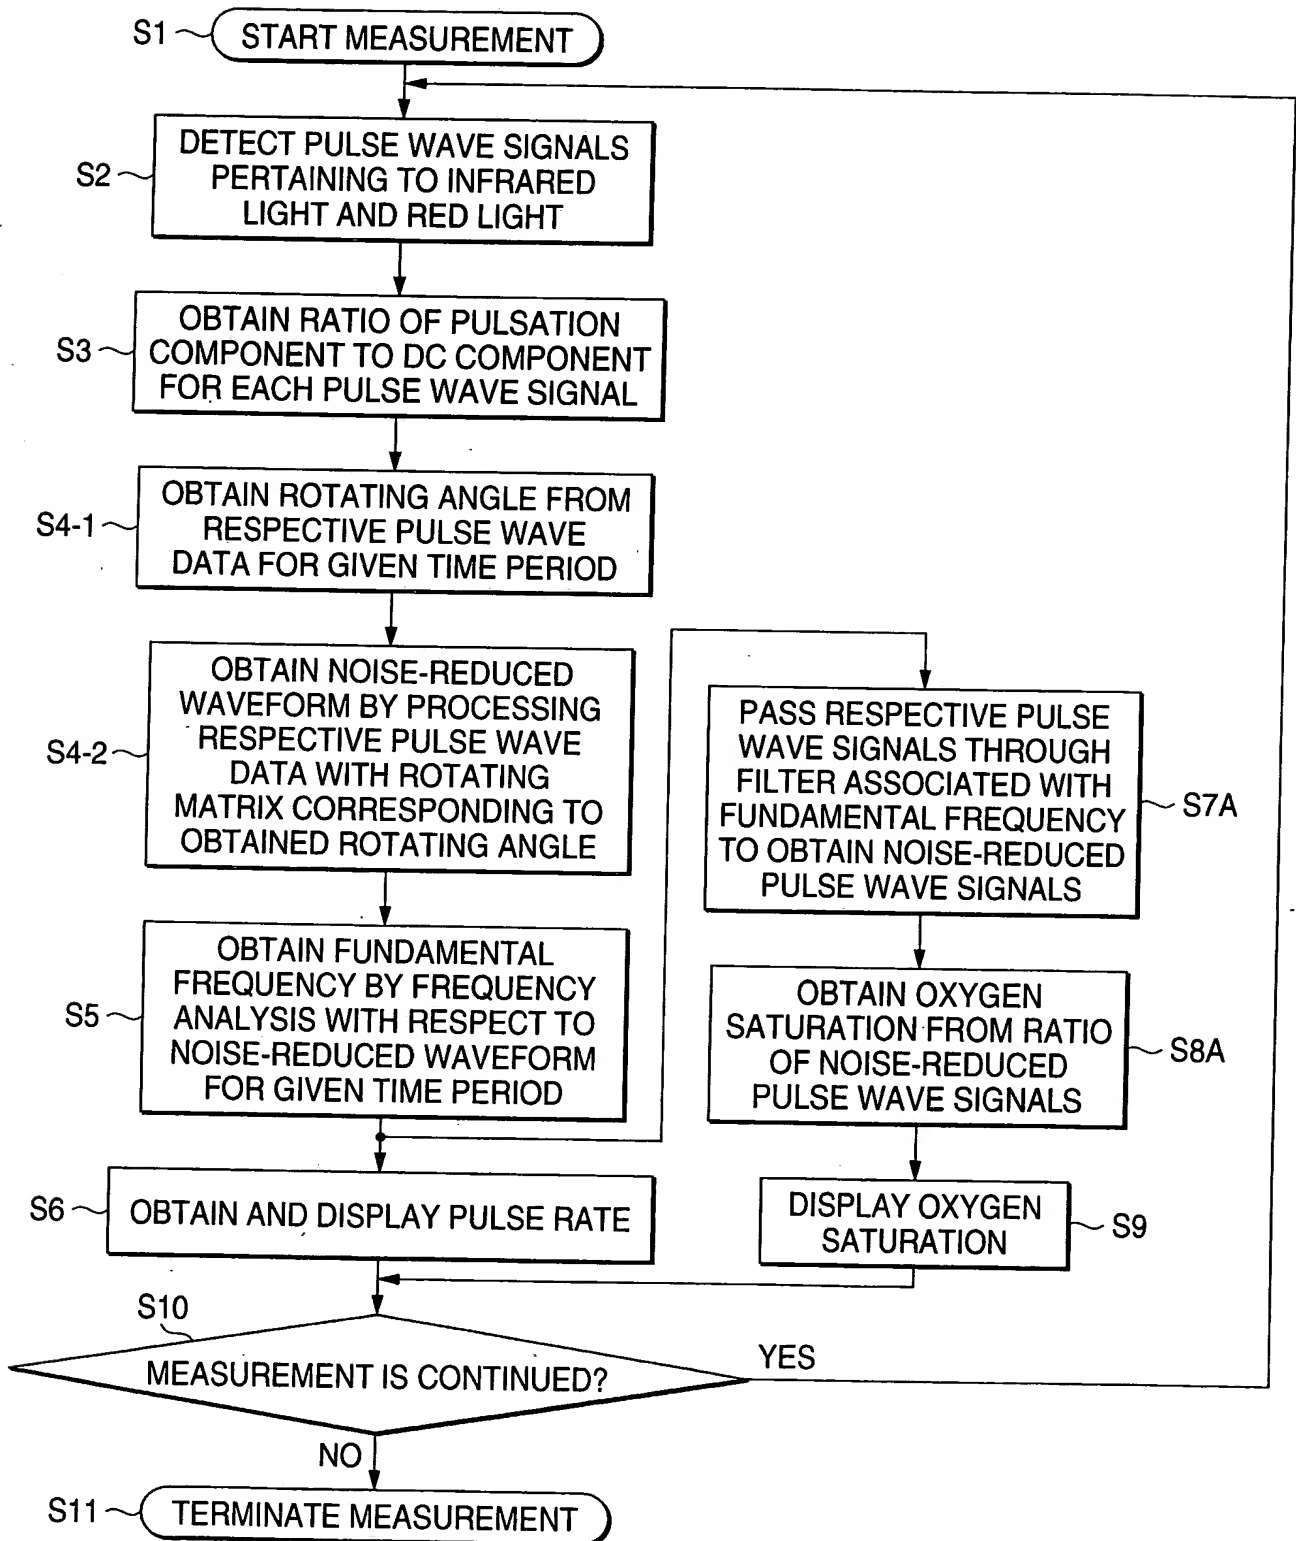 S1
START MEASUREMENT
S2
DETECT PULSE WAVE SIGNALS
PERTAINING TO INFRARED
LIGHT AND RED LIGHT
S3
OBTAIN RATIO OF PULSATION
COMPONENT TO DC COMPONENT
FOR EACH PULSE WAVE SIGNAL
S4-1
OBTAIN ROTATING ANGLE FROM
RESPECTIVE PULSE WAVE
DATA FOR GIVEN TIME PERIOD
S4-2
OBTAIN NOISE-REDUCED
WAVEFORM BY PROCESSING
RESPECTIVE PULSE WAVE
DATA WITH ROTATING
MATRIX CORRESPONDING TO
OBTAINED ROTATING ANGLE
S5
OBTAIN FUNDAMENTAL
FREQUENCY BY FREQUENCY
ANALYSIS WITH RESPECT TO
NOISE-REDUCED WAVEFORM
FOR GIVEN TIME PERIOD
S6
OBTAIN AND DISPLAY PULSE RATE
PASS RESPECTIVE PULSE
WAVE SIGNALS THROUGH
FILTER ASSOCIATED WITH
FUNDAMENTAL FREQUENCY
TO OBTAIN NOISE-REDUCED
PULSE WAVE SIGNALS
S7A
OBTAIN OXYGEN
SATURATION FROM RATIO
OF NOISE-REDUCED
PULSE WAVE SIGNALS
S8A
DISPLAY OXYGEN
SATURATION
S9
S10
MEASUREMENT IS CONTINUED?
YES
NO
S11
TERMINATE MEASUREMENT